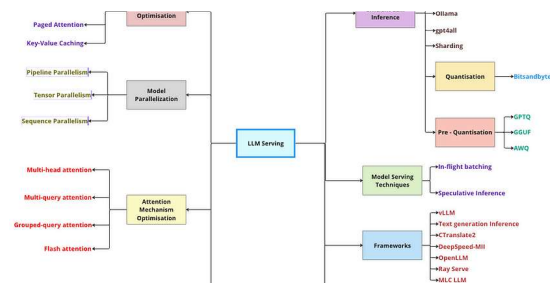 Optimisation
Paged Attention
Key-Value Caching
Pipeline Parallelism
Tensor Parallelism
Sequence Parallelism
Model
Parallelization
Multi-head attention
Multi-query attention
Grouped-query attention
Flash attention
Attention
Mechanism
Optimisation
LLM Serving
Inference
Ollama
gpt4all
Sharding
Quantisation
Bitsandbyte
Pre - Quantisation
GPTQ
GGUF
AWQ
Model Serving
Techniques
In-flight batching
Speculative Inference
Frameworks
vLLM
Text generation Inference
CTranslate2
DeepSpeed-MII
OpenLLM
Ray Serve
MLC LLM